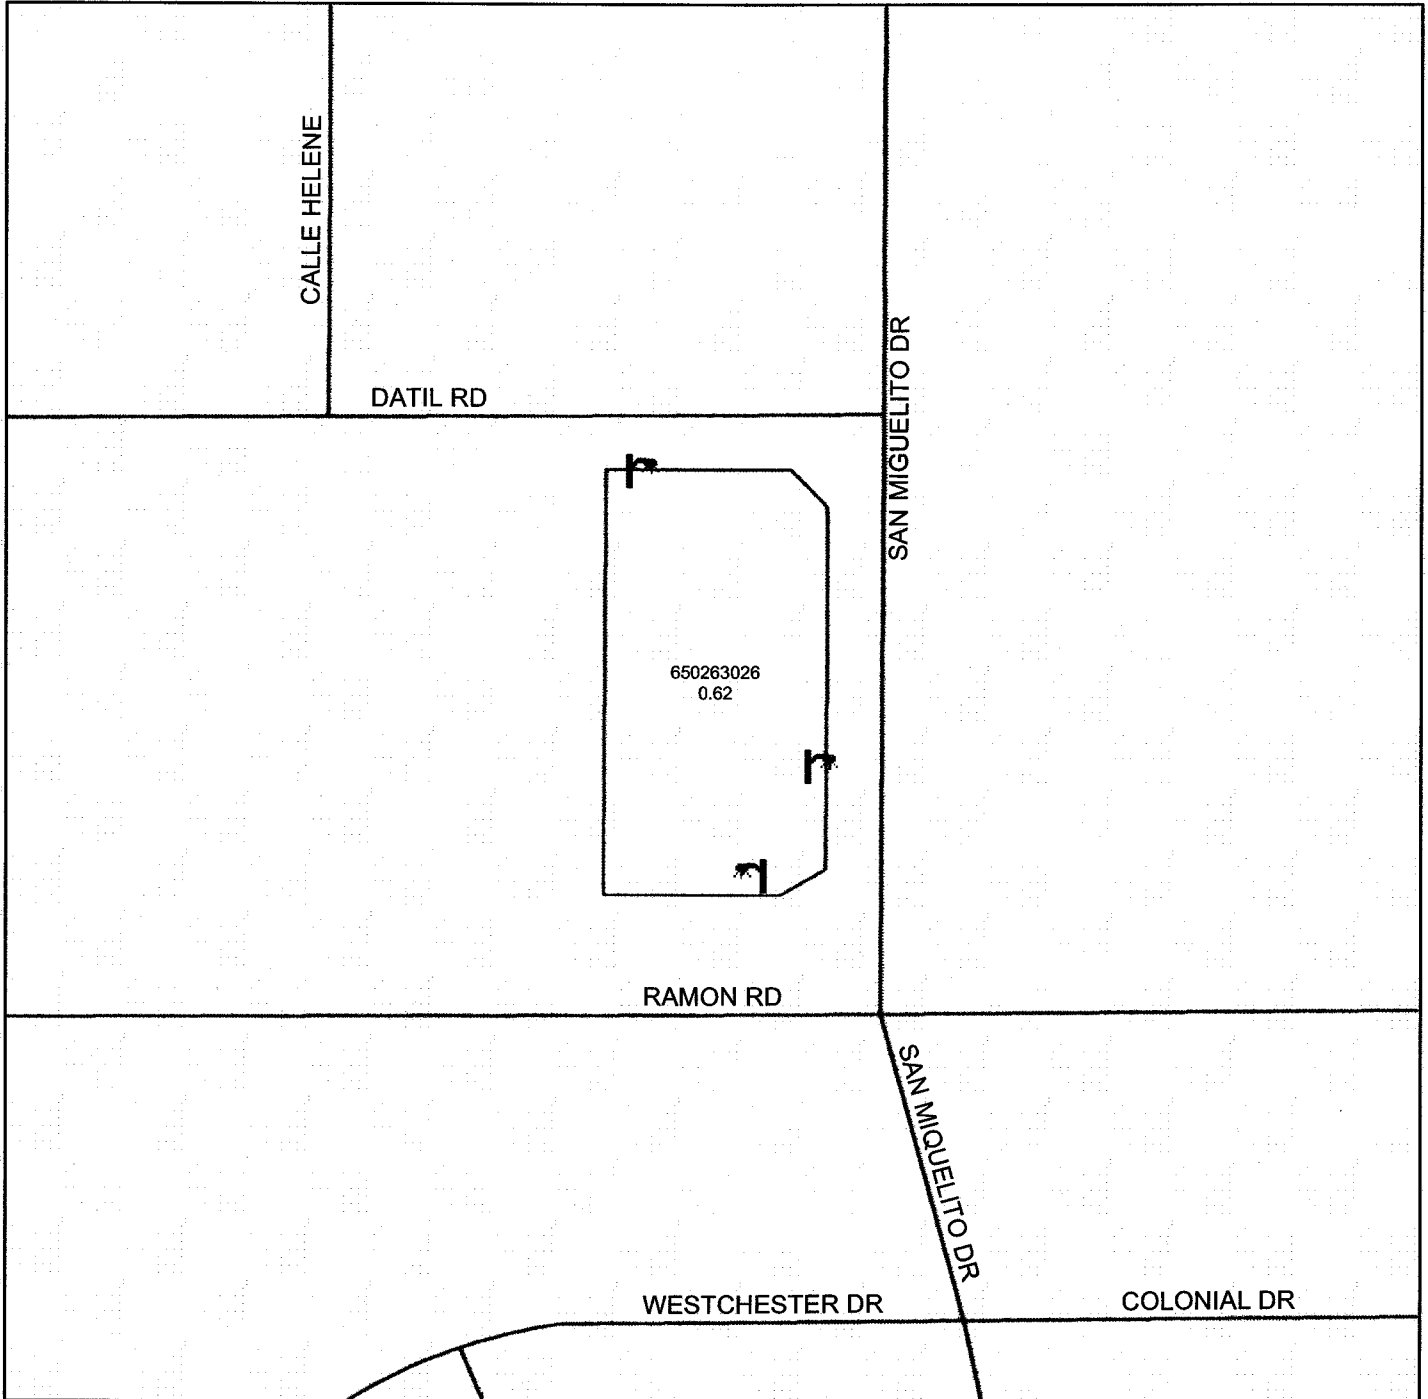 CALLE HELENE
DATIL RD
SAN MIGUELITO DR
650263026
0.62
RAMON RD
SAN MIQUELITO DR
WESTCHESTER DR
COLONIAL DR